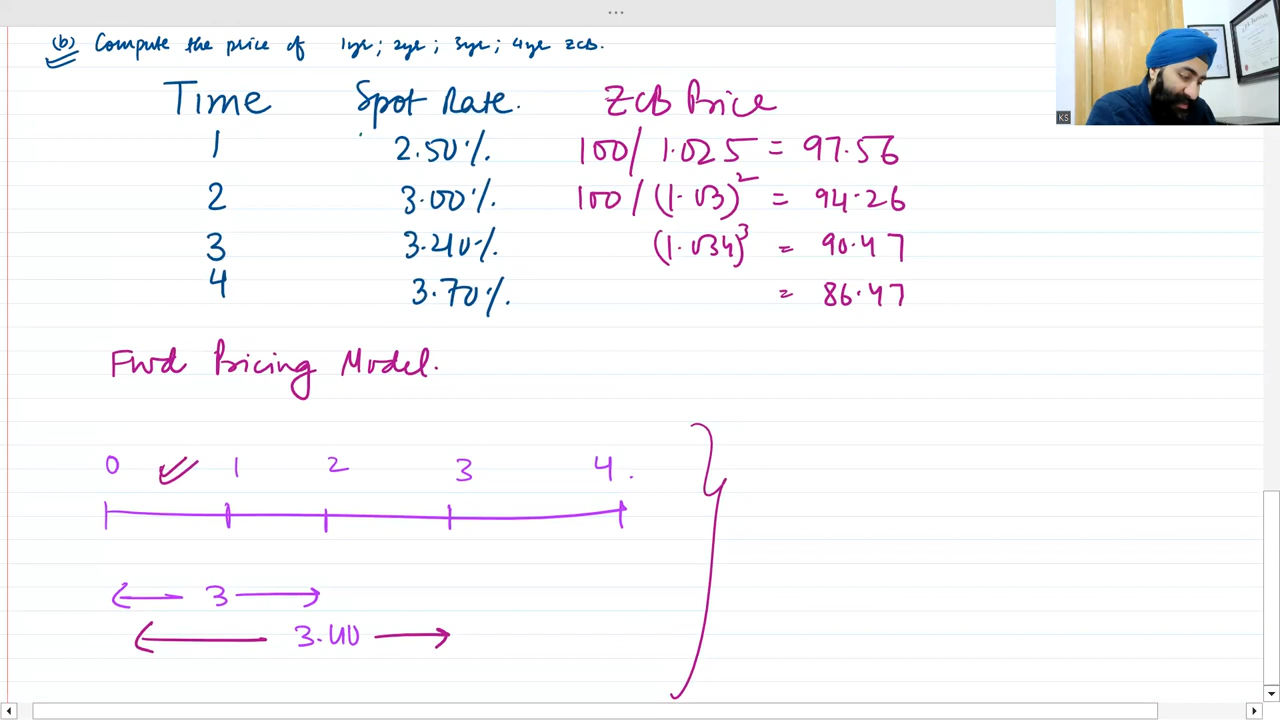 (b) Compute the price of 1yr; 2yr; 3yr; 4yr zcb.
Time Spot Rate. ZCB Price
1 2.50% 100/1.025 = 97.56
2 3.00% 100/(1.03)² = 94.26
3 3.40% (1.034)³ = 90.47
4 3.70% = 86.47
Fwd Pricing Model.
0 1 2 3 4.
3
3.40
KS